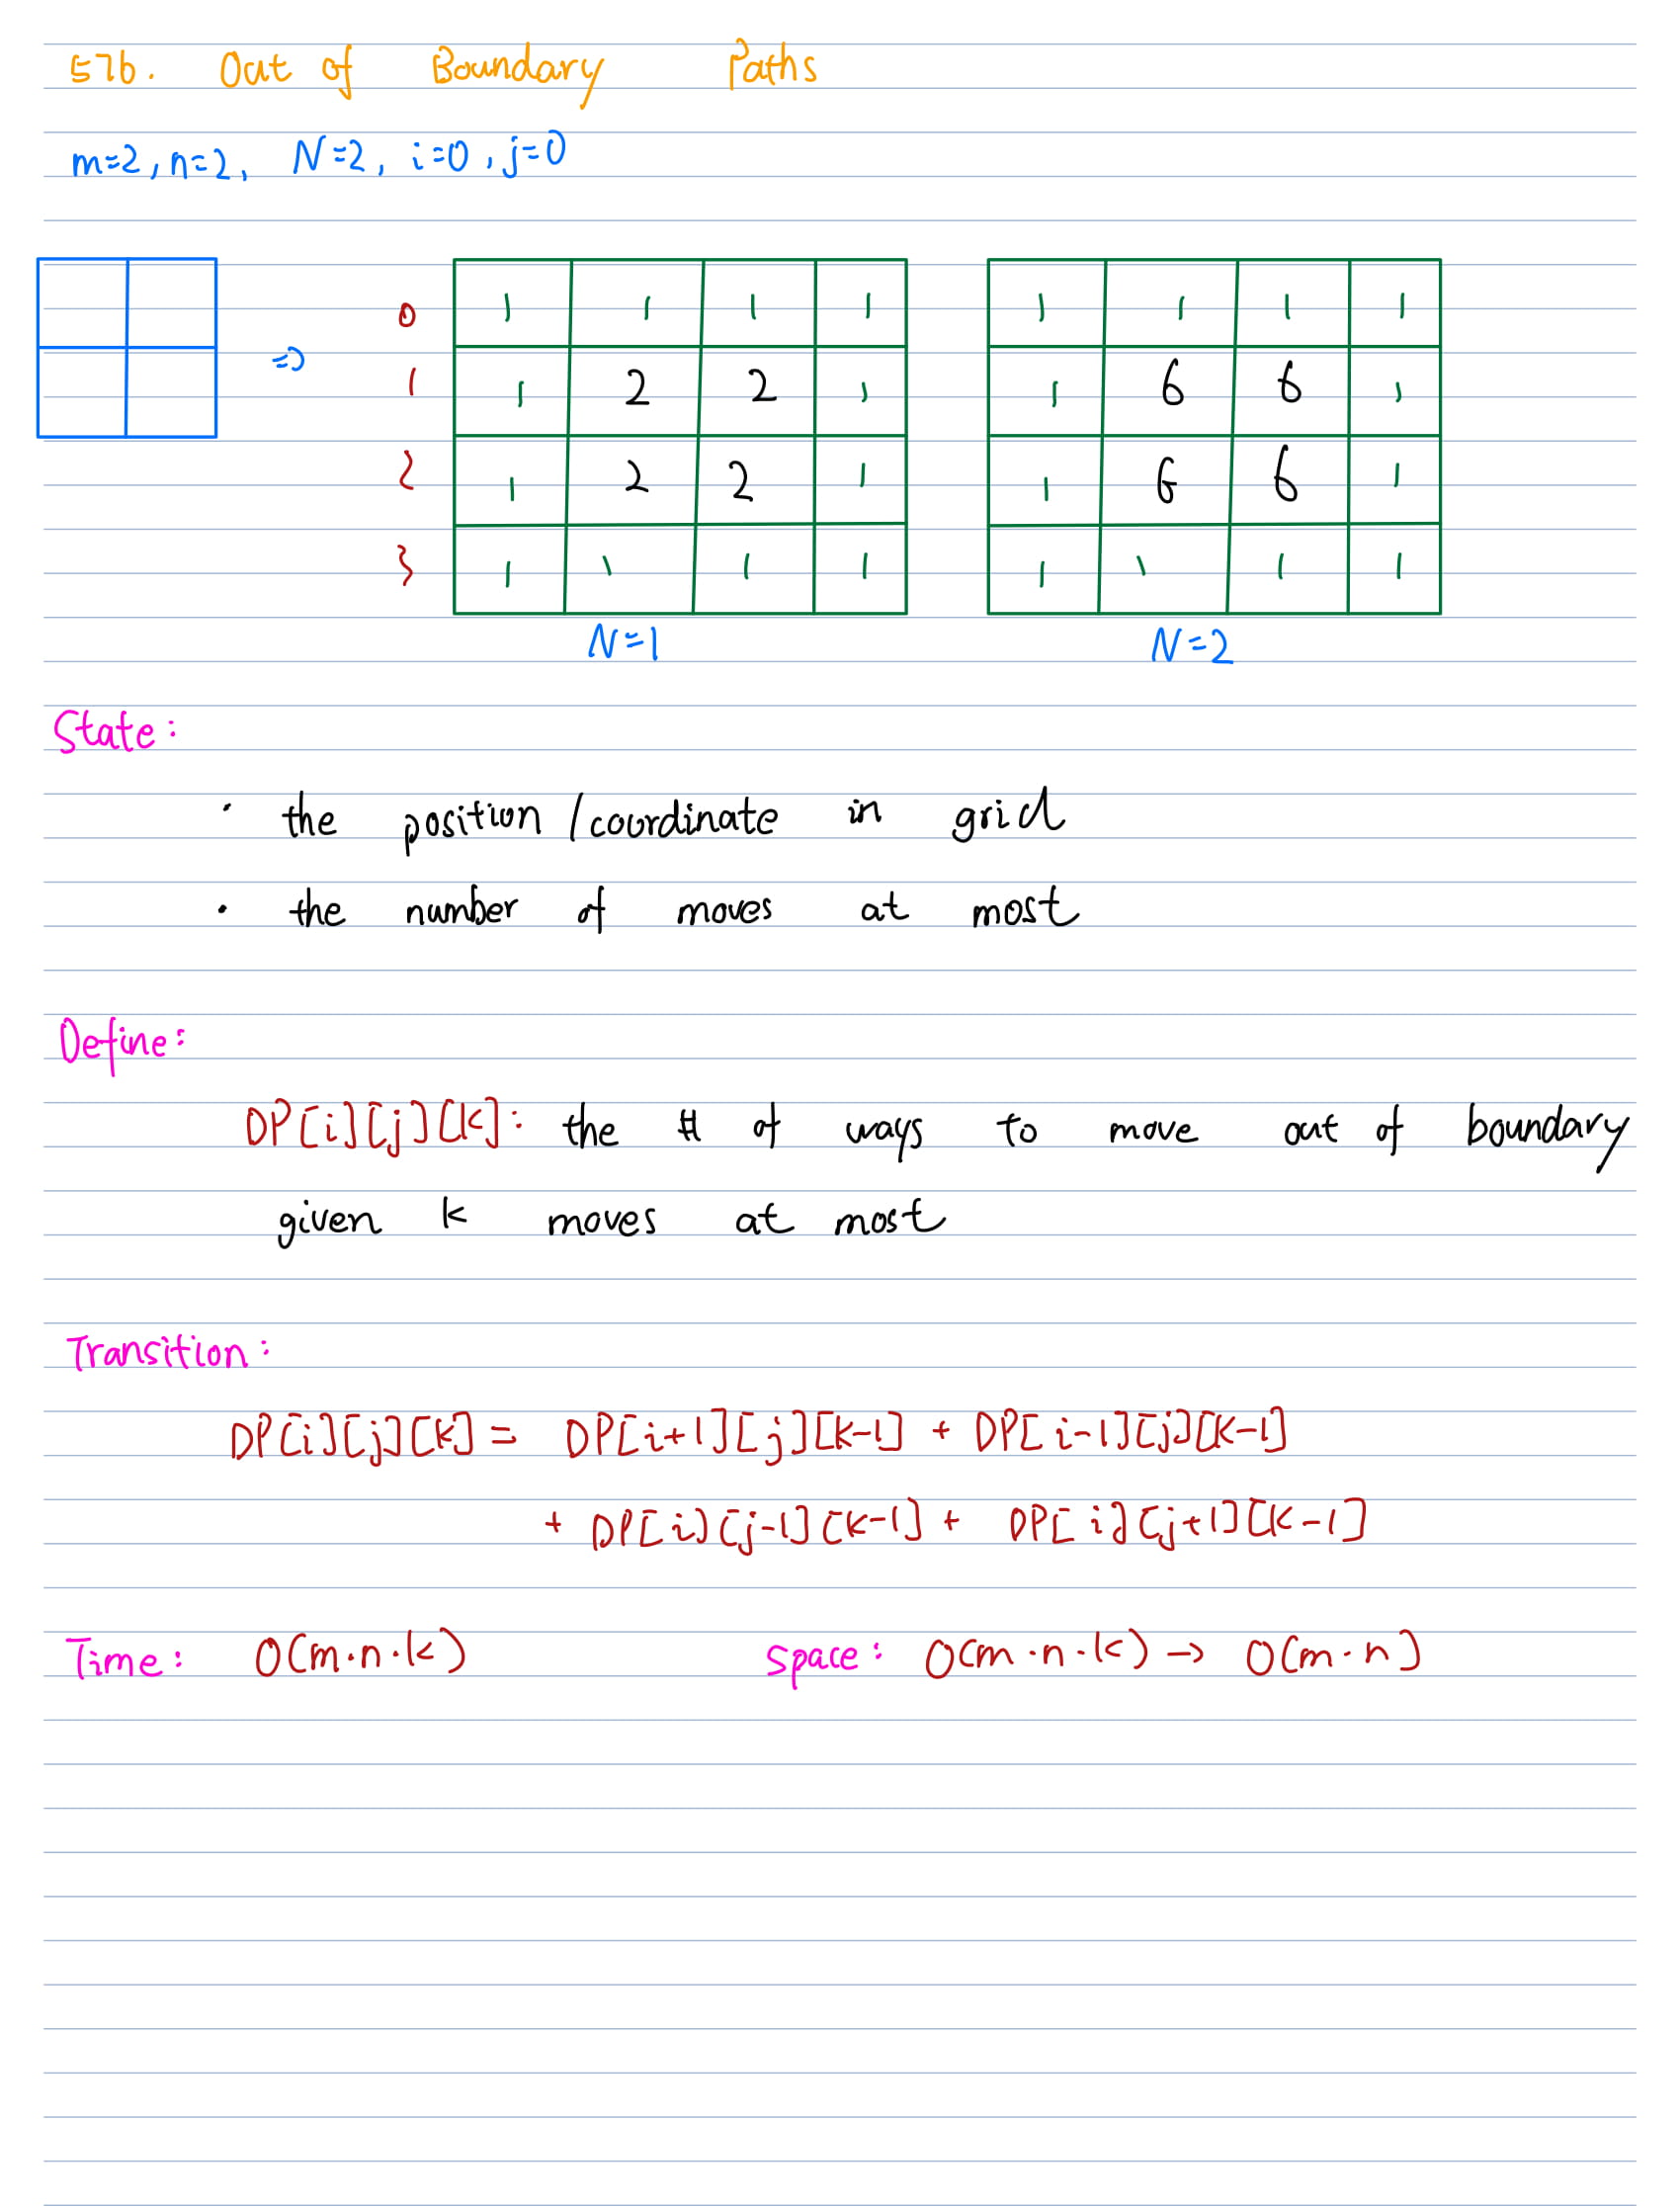 576. Out of Boundary Paths
m=2, n=2, N=2, i=0, j=0
0 1 1 1 1 1 1 1 1
⇒ 1 1 2 2 1 1 6 6 1
2 1 2 2 1 1 6 6 1
3 1 1 1 1 1 1 1 1
N=1 N=2
State:
· the position/coordinate in grid
· the number of moves at most
Define:
DP[i][j][k]: the # of ways to move out of boundary
given k moves at most
Transition:
DP[i][j][k] = DP[i+1][j][k-1] + DP[i-1][j][k-1]
+ DP[i][j-1][k-1] + DP[i][j+1][k-1]
Time: O(m·n·k) Space: O(m·n·k) → O(m·n)